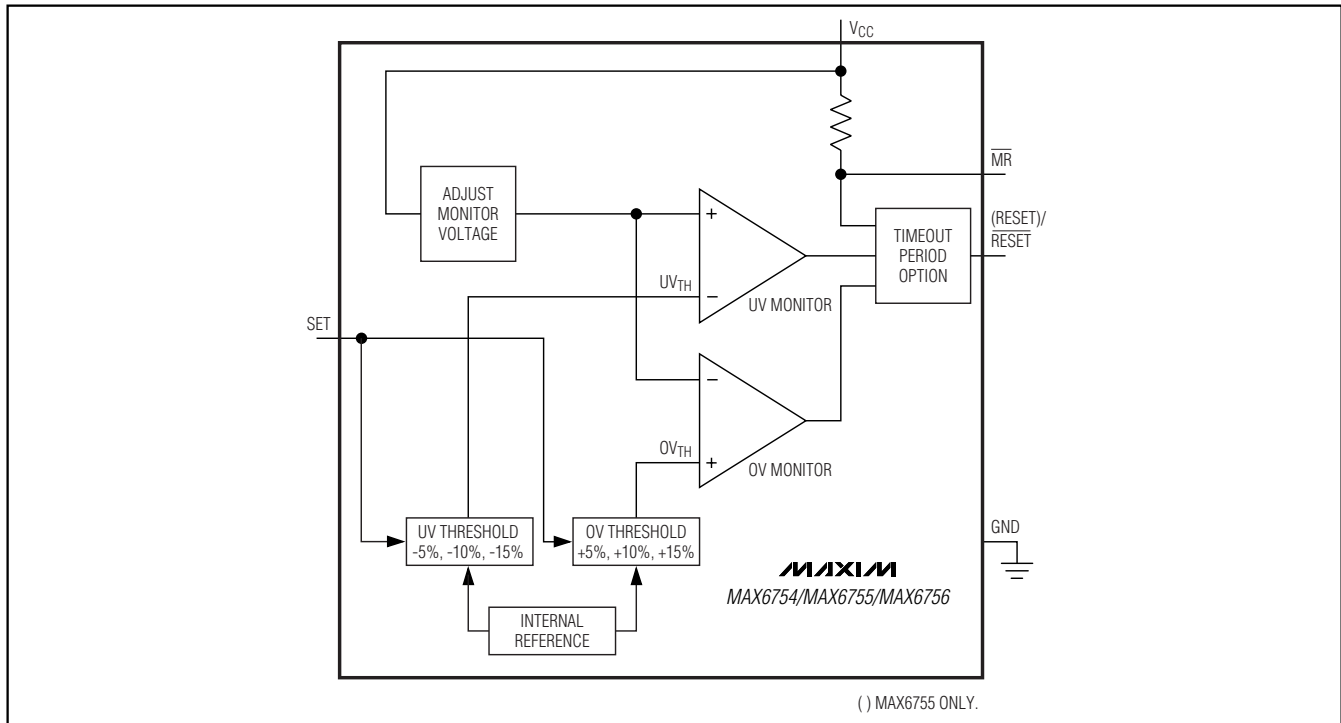 VCC
MR
ADJUST
MONITOR
VOLTAGE
+
UVTH
−
UV MONITOR
TIMEOUT
PERIOD
OPTION
(RESET)/
RESET
SET
−
OVTH
+
OV MONITOR
UV THRESHOLD
-5%, -10%, -15%
OV THRESHOLD
+5%, +10%, +15%
GND
INTERNAL
REFERENCE
MAXIM
MAX6754/MAX6755/MAX6756
( ) MAX6755 ONLY.